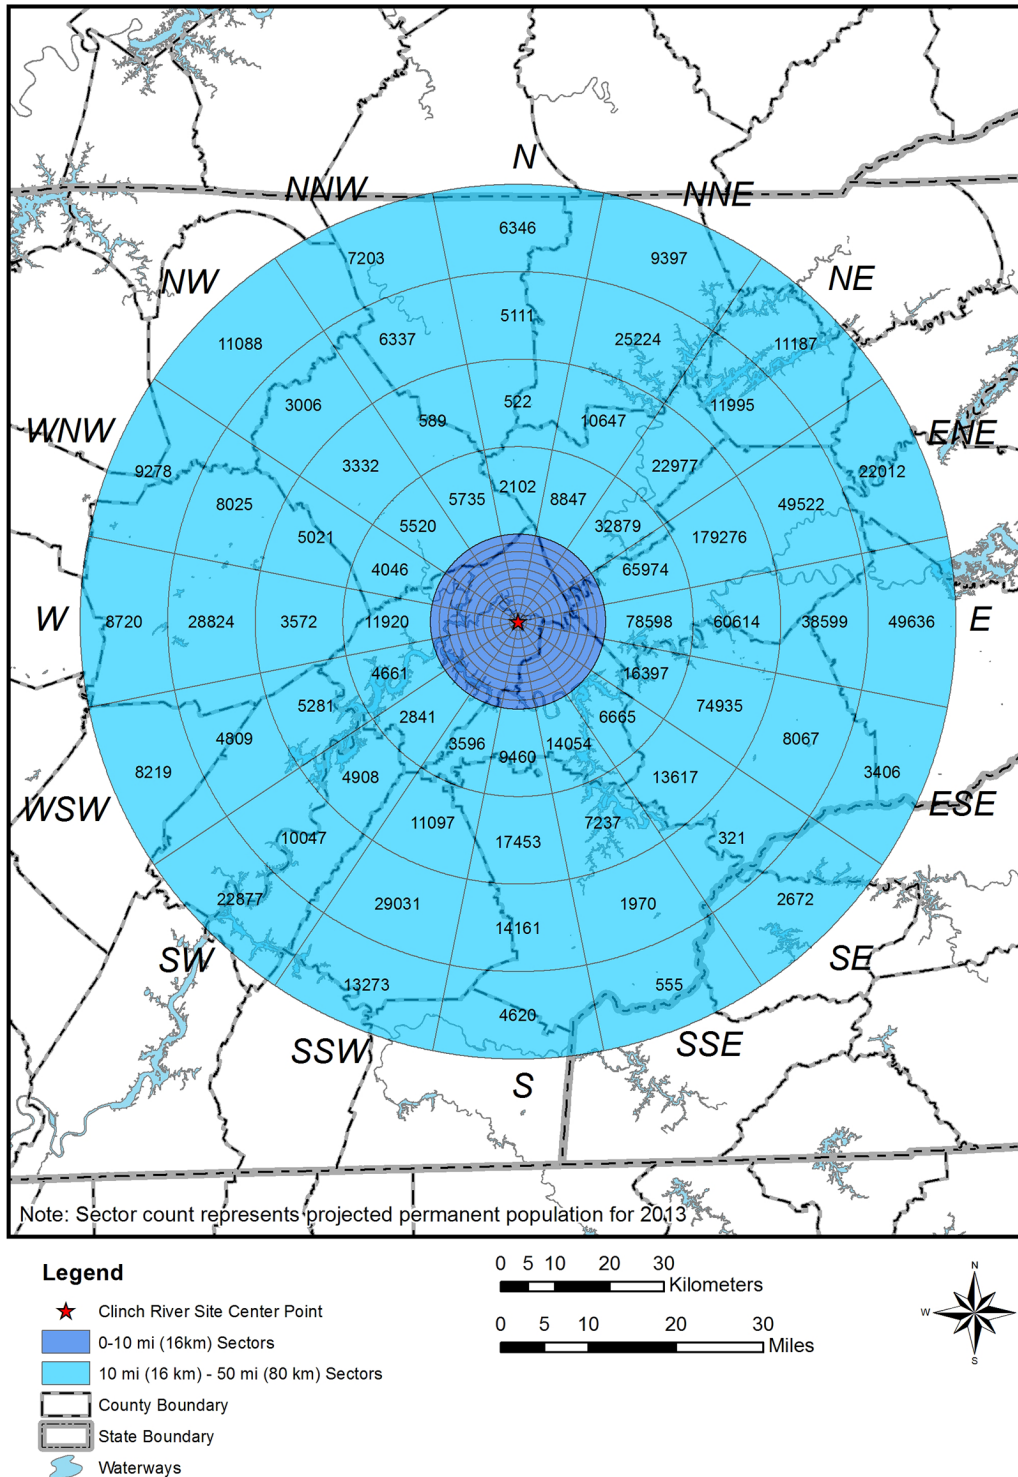 N
NNW
NNE
6346
7203
9397
NW
NE
5111
11088
6337
25224
11187
3006
589
522
10647
11995
WNW
ENE
9278
3332
22977
22012
8025
5735
2102
8847
49522
5021
5520
32879
179276
4046
65974
W
8720
28824
3572
11920
78598
60614
38599
49636
E
4661
16397
5281
2841
6665
74935
4809
3596
9460
14054
8067
8219
4908
13617
3406
WSW
ESE
10047
11097
17453
7237
321
22877
29031
14161
1970
2672
SW
SE
13273
555
4620
SSW
SSE
S
Note: Sector count represents projected permanent population for 2013
Legend
Clinch River Site Center Point
0-10 mi (16km) Sectors
10 mi (16 km) - 50 mi (80 km) Sectors
County Boundary
State Boundary
Waterways
0 5 10 20 30
Kilometers
0 5 10 20 30
Miles
N
W
E
S